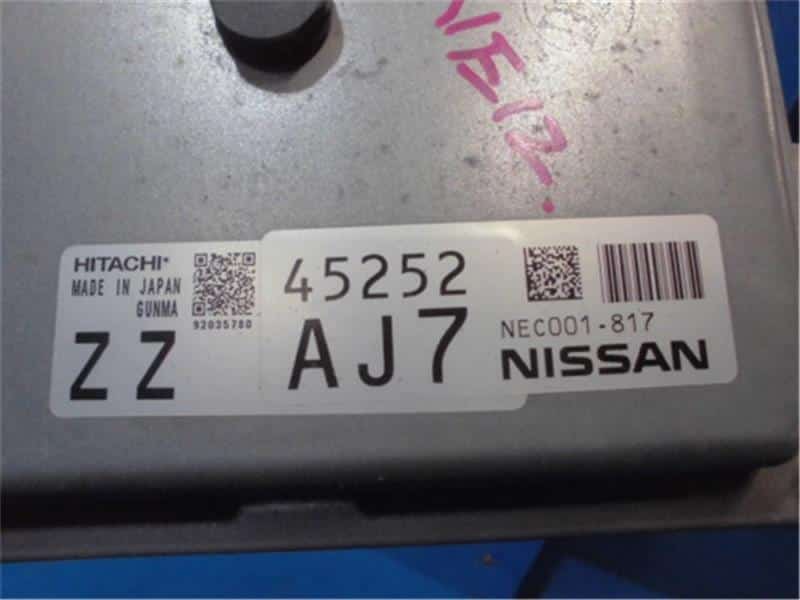 NE12.
HITACHI
MADE IN JAPAN
GUNMA
92035780
ZZ
45252
AJ7
NEC001-817
NISSAN